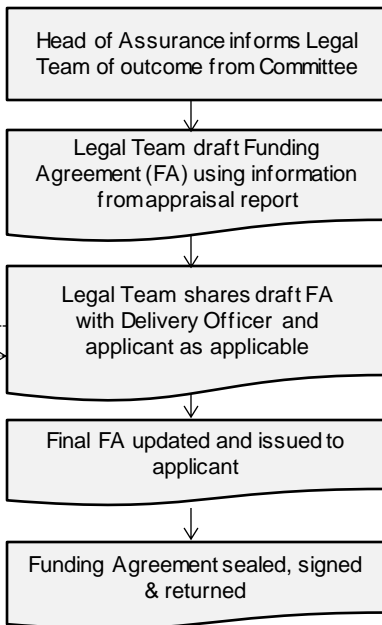 Head of Assurance informs Legal
Team of outcome from Committee
Legal Team draft Funding
Agreement (FA) using information
from appraisal report
Legal Team shares draft FA
with Delivery Officer and
applicant as applicable
Final FA updated and issued to
applicant
Funding Agreement sealed, signed
& returned